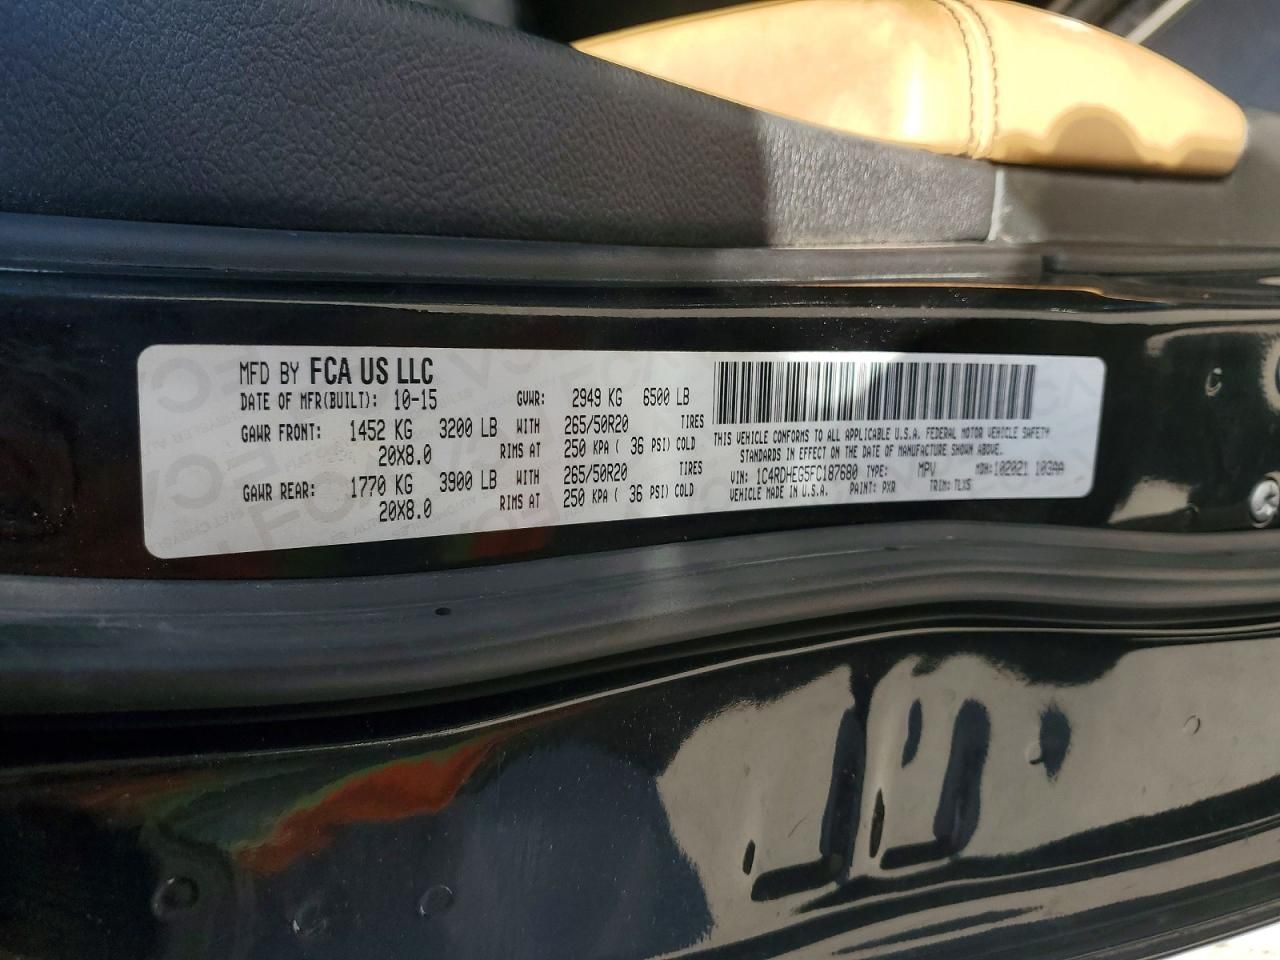 MFD BY FCA US LLC
DATE OF MFR(BUILT): 10-15 GVWR: 2949 KG 6500 LB
GAWR FRONT: 1452 KG 3200 LB WITH 265/50R20 TIRES
20X8.0 RIMS AT 250 KPA ( 36 PSI) COLD
GAWR REAR: 1770 KG 3900 LB WITH 265/50R20 TIRES
20X8.0 RIMS AT 250 KPA ( 36 PSI) COLD
THIS VEHICLE CONFORMS TO ALL APPLICABLE U.S.A. FEDERAL MOTOR VEHICLE SAFETY
STANDARDS IN EFFECT ON THE DATE OF MANUFACTURE SHOWN ABOVE.
VIN: 1C4RDHEG5FC187680 TYPE: MPV MDH: 102021 103AA
VEHICLE MADE IN U.S.A. PAINT: PXR TRIM: TLXS